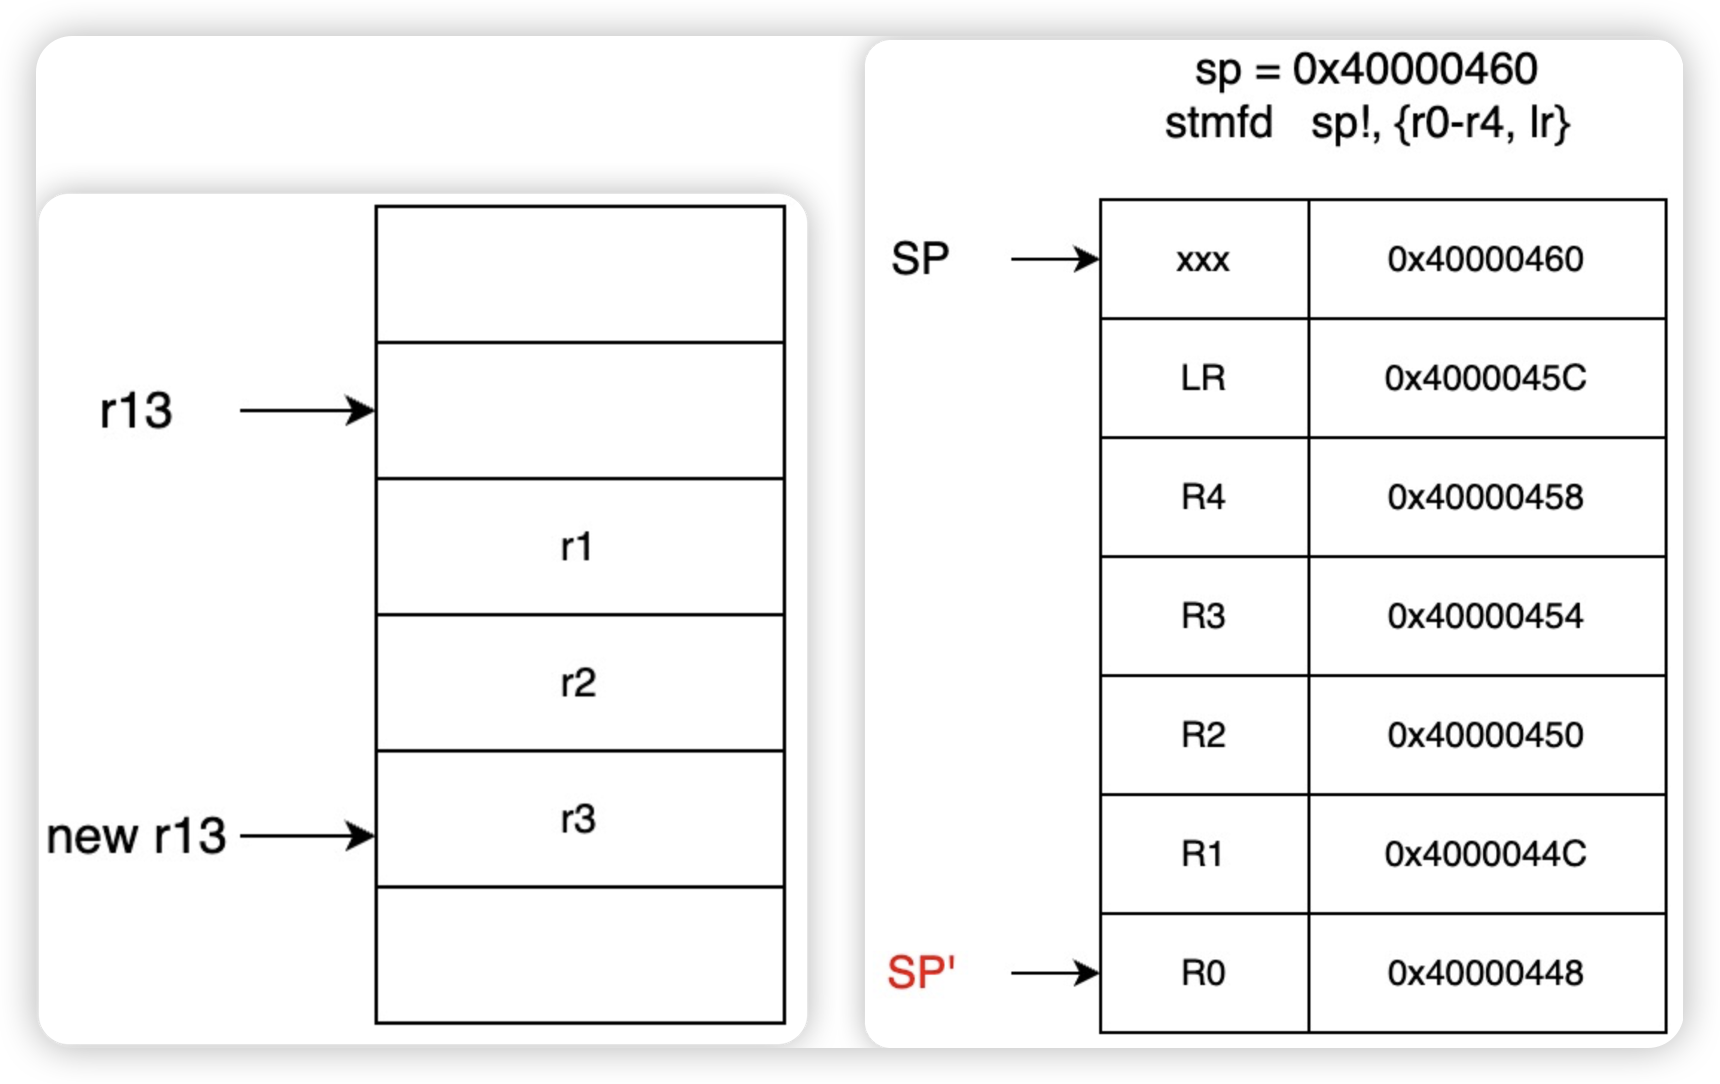 r13
r1
r2
new r13
r3
sp = 0x40000460
stmfd sp!, {r0-r4, lr}
SP xxx 0x40000460
LR 0x4000045C
R4 0x40000458
R3 0x40000454
R2 0x40000450
R1 0x4000044C
SP' R0 0x40000448